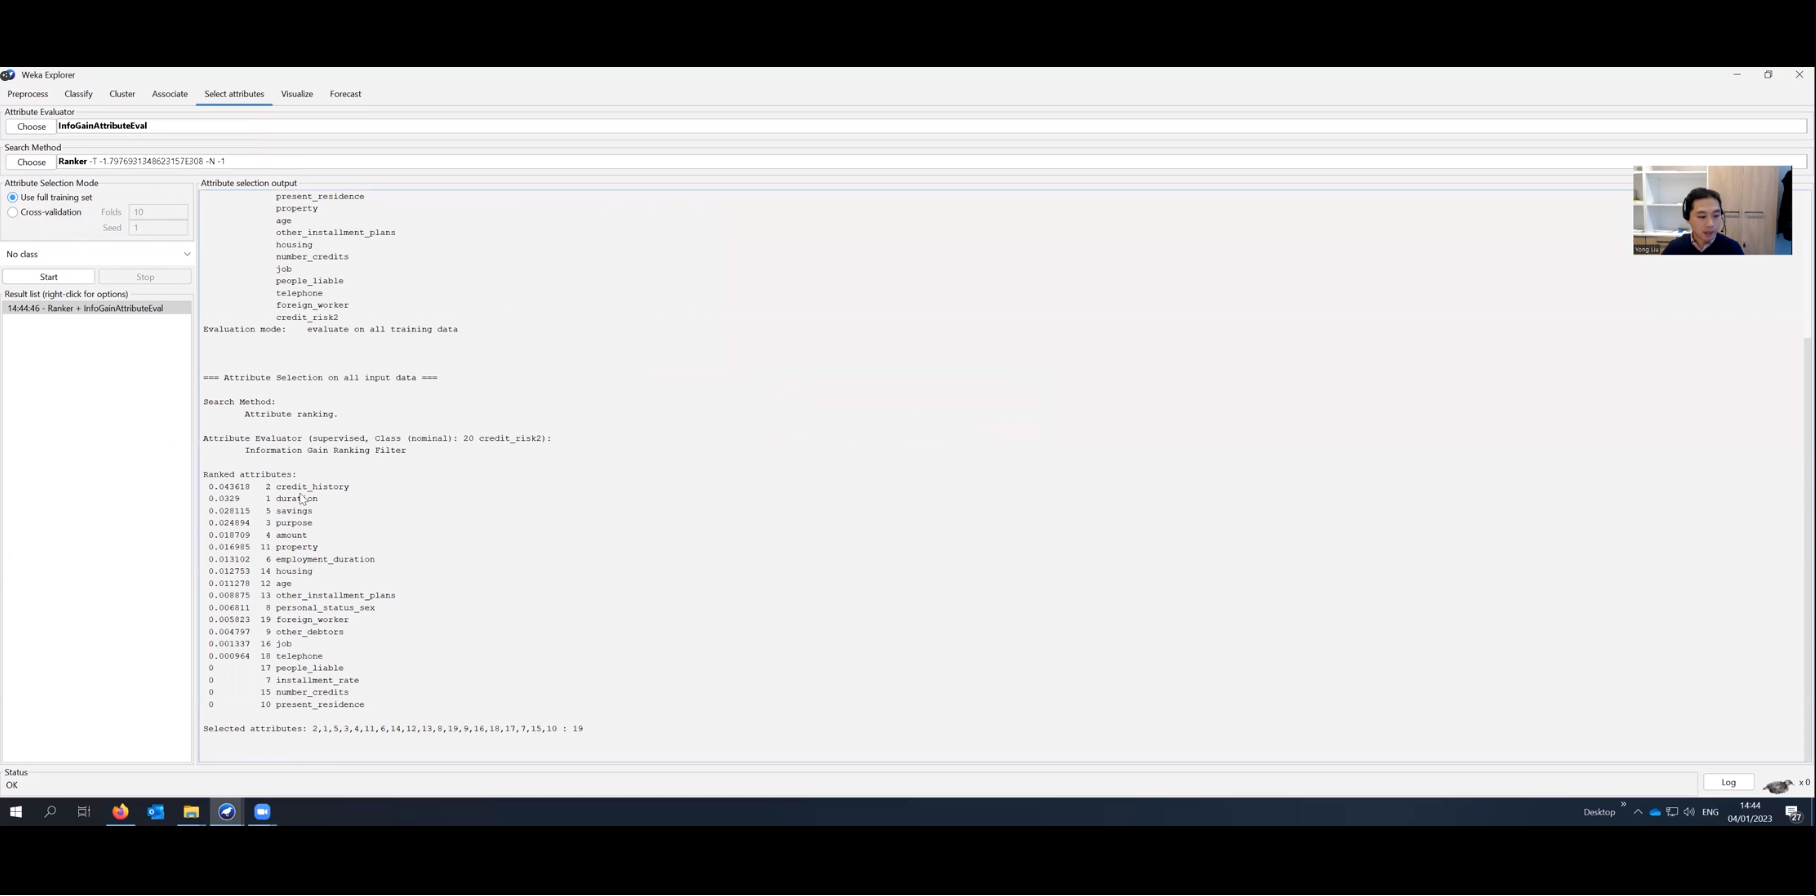 Weka Explorer
Preprocess Classify Cluster Associate Select attributes Visualize Forecast
Attribute Evaluator
Choose InfoGainAttributeEval
Search Method
Choose Ranker -T -1.7976931348623157E308 -N -1
Attribute Selection Mode
Use full training set
Cross-validation Folds 10
Seed 1
No class
Start Stop
Result list (right-click for options)
14:44:46 - Ranker + InfoGainAttributeEval
Attribute selection output
present_residence
property
age
other_installment_plans
housing
number_credits
job
people_liable
telephone
foreign_worker
credit_risk2
Evaluation mode: evaluate on all training data
=== Attribute Selection on all input data ===
Search Method:
Attribute ranking.
Attribute Evaluator (supervised, Class (nominal): 20 credit_risk2):
Information Gain Ranking Filter
Ranked attributes:
0.043618 2 credit_history
0.0329 1 duration
0.028115 5 savings
0.024894 3 purpose
0.018709 4 amount
0.016985 11 property
0.013102 6 employment_duration
0.012753 14 housing
0.011278 12 age
0.008875 13 other_installment_plans
0.006811 8 personal_status_sex
0.005823 19 foreign_worker
0.004797 9 other_debtors
0.001337 16 job
0.000964 18 telephone
0 17 people_liable
0 7 installment_rate
0 15 number_credits
0 10 present_residence
Selected attributes: 2,1,5,3,4,11,6,14,12,13,8,19,9,16,18,17,7,15,10 : 19
Yong Liu
Status
OK
Log x 0
Desktop » ENG 14:44
04/01/2023
27